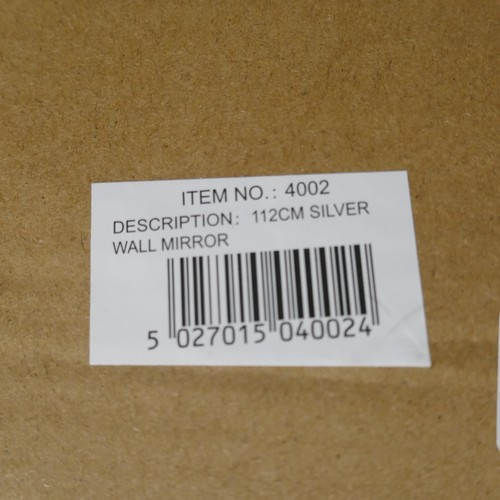 ITEM NO.: 4002
DESCRIPTION: 112CM SILVER
WALL MIRROR
5 027015 040024